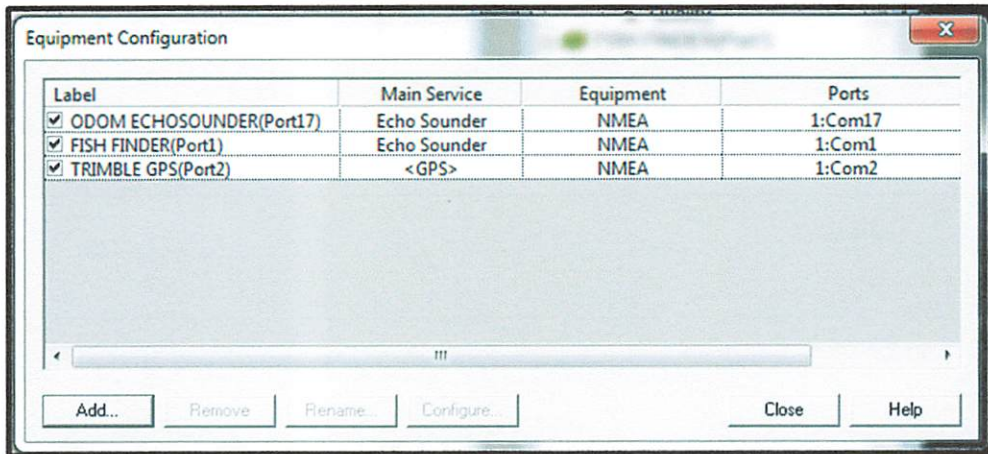 Equipment Configuration
Label Main Service Equipment Ports
ODOM ECHOSOUNDER(Port17) Echo Sounder NMEA 1:Com17
FISH FINDER(Port1) Echo Sounder NMEA 1:Com1
TRIMBLE GPS(Port2) <GPS> NMEA 1:Com2
Add... Remove Rename... Configure... Close Help